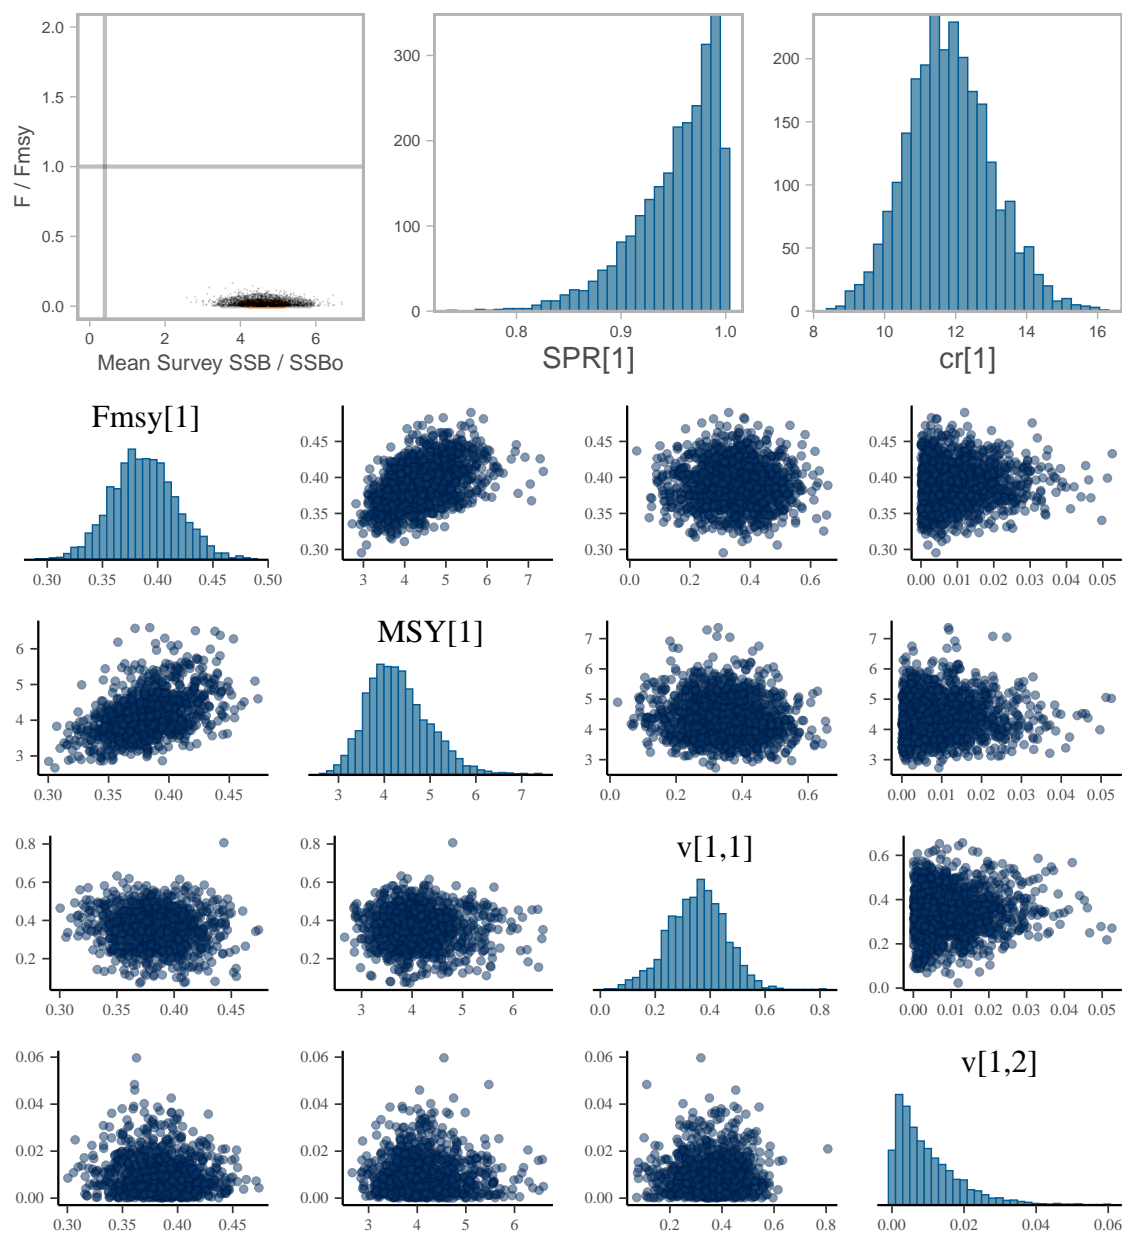 2.0
1.5
1.0
0.5
0.0
F / Fmsy
0 2 4 6
Mean Survey SSB / SSBo
300
200
100
0
0.8 0.9 1.0
SPR[1]
200
150
100
50
0
8 10 12 14 16
cr[1]
Fmsy[1]
0.30 0.35 0.40 0.45 0.50
0.45
0.40
0.35
0.30
3 4 5 6 7
0.45
0.40
0.35
0.30
0.0 0.2 0.4 0.6
0.45
0.40
0.35
0.30
0.00 0.01 0.02 0.03 0.04 0.05
6
5
4
3
0.30 0.35 0.40 0.45
MSY[1]
3 4 5 6 7
7
6
5
4
3
0.0 0.2 0.4 0.6
7
6
5
4
3
0.00 0.01 0.02 0.03 0.04 0.05
0.8
0.6
0.4
0.2
0.30 0.35 0.40 0.45
0.8
0.6
0.4
0.2
3 4 5 6
v[1,1]
0.0 0.2 0.4 0.6 0.8
0.6
0.4
0.2
0.0
0.00 0.01 0.02 0.03 0.04 0.05
0.06
0.04
0.02
0.00
0.30 0.35 0.40 0.45
0.06
0.04
0.02
0.00
3 4 5 6
0.06
0.04
0.02
0.00
0.2 0.4 0.6 0.8
v[1,2]
0.00 0.02 0.04 0.06